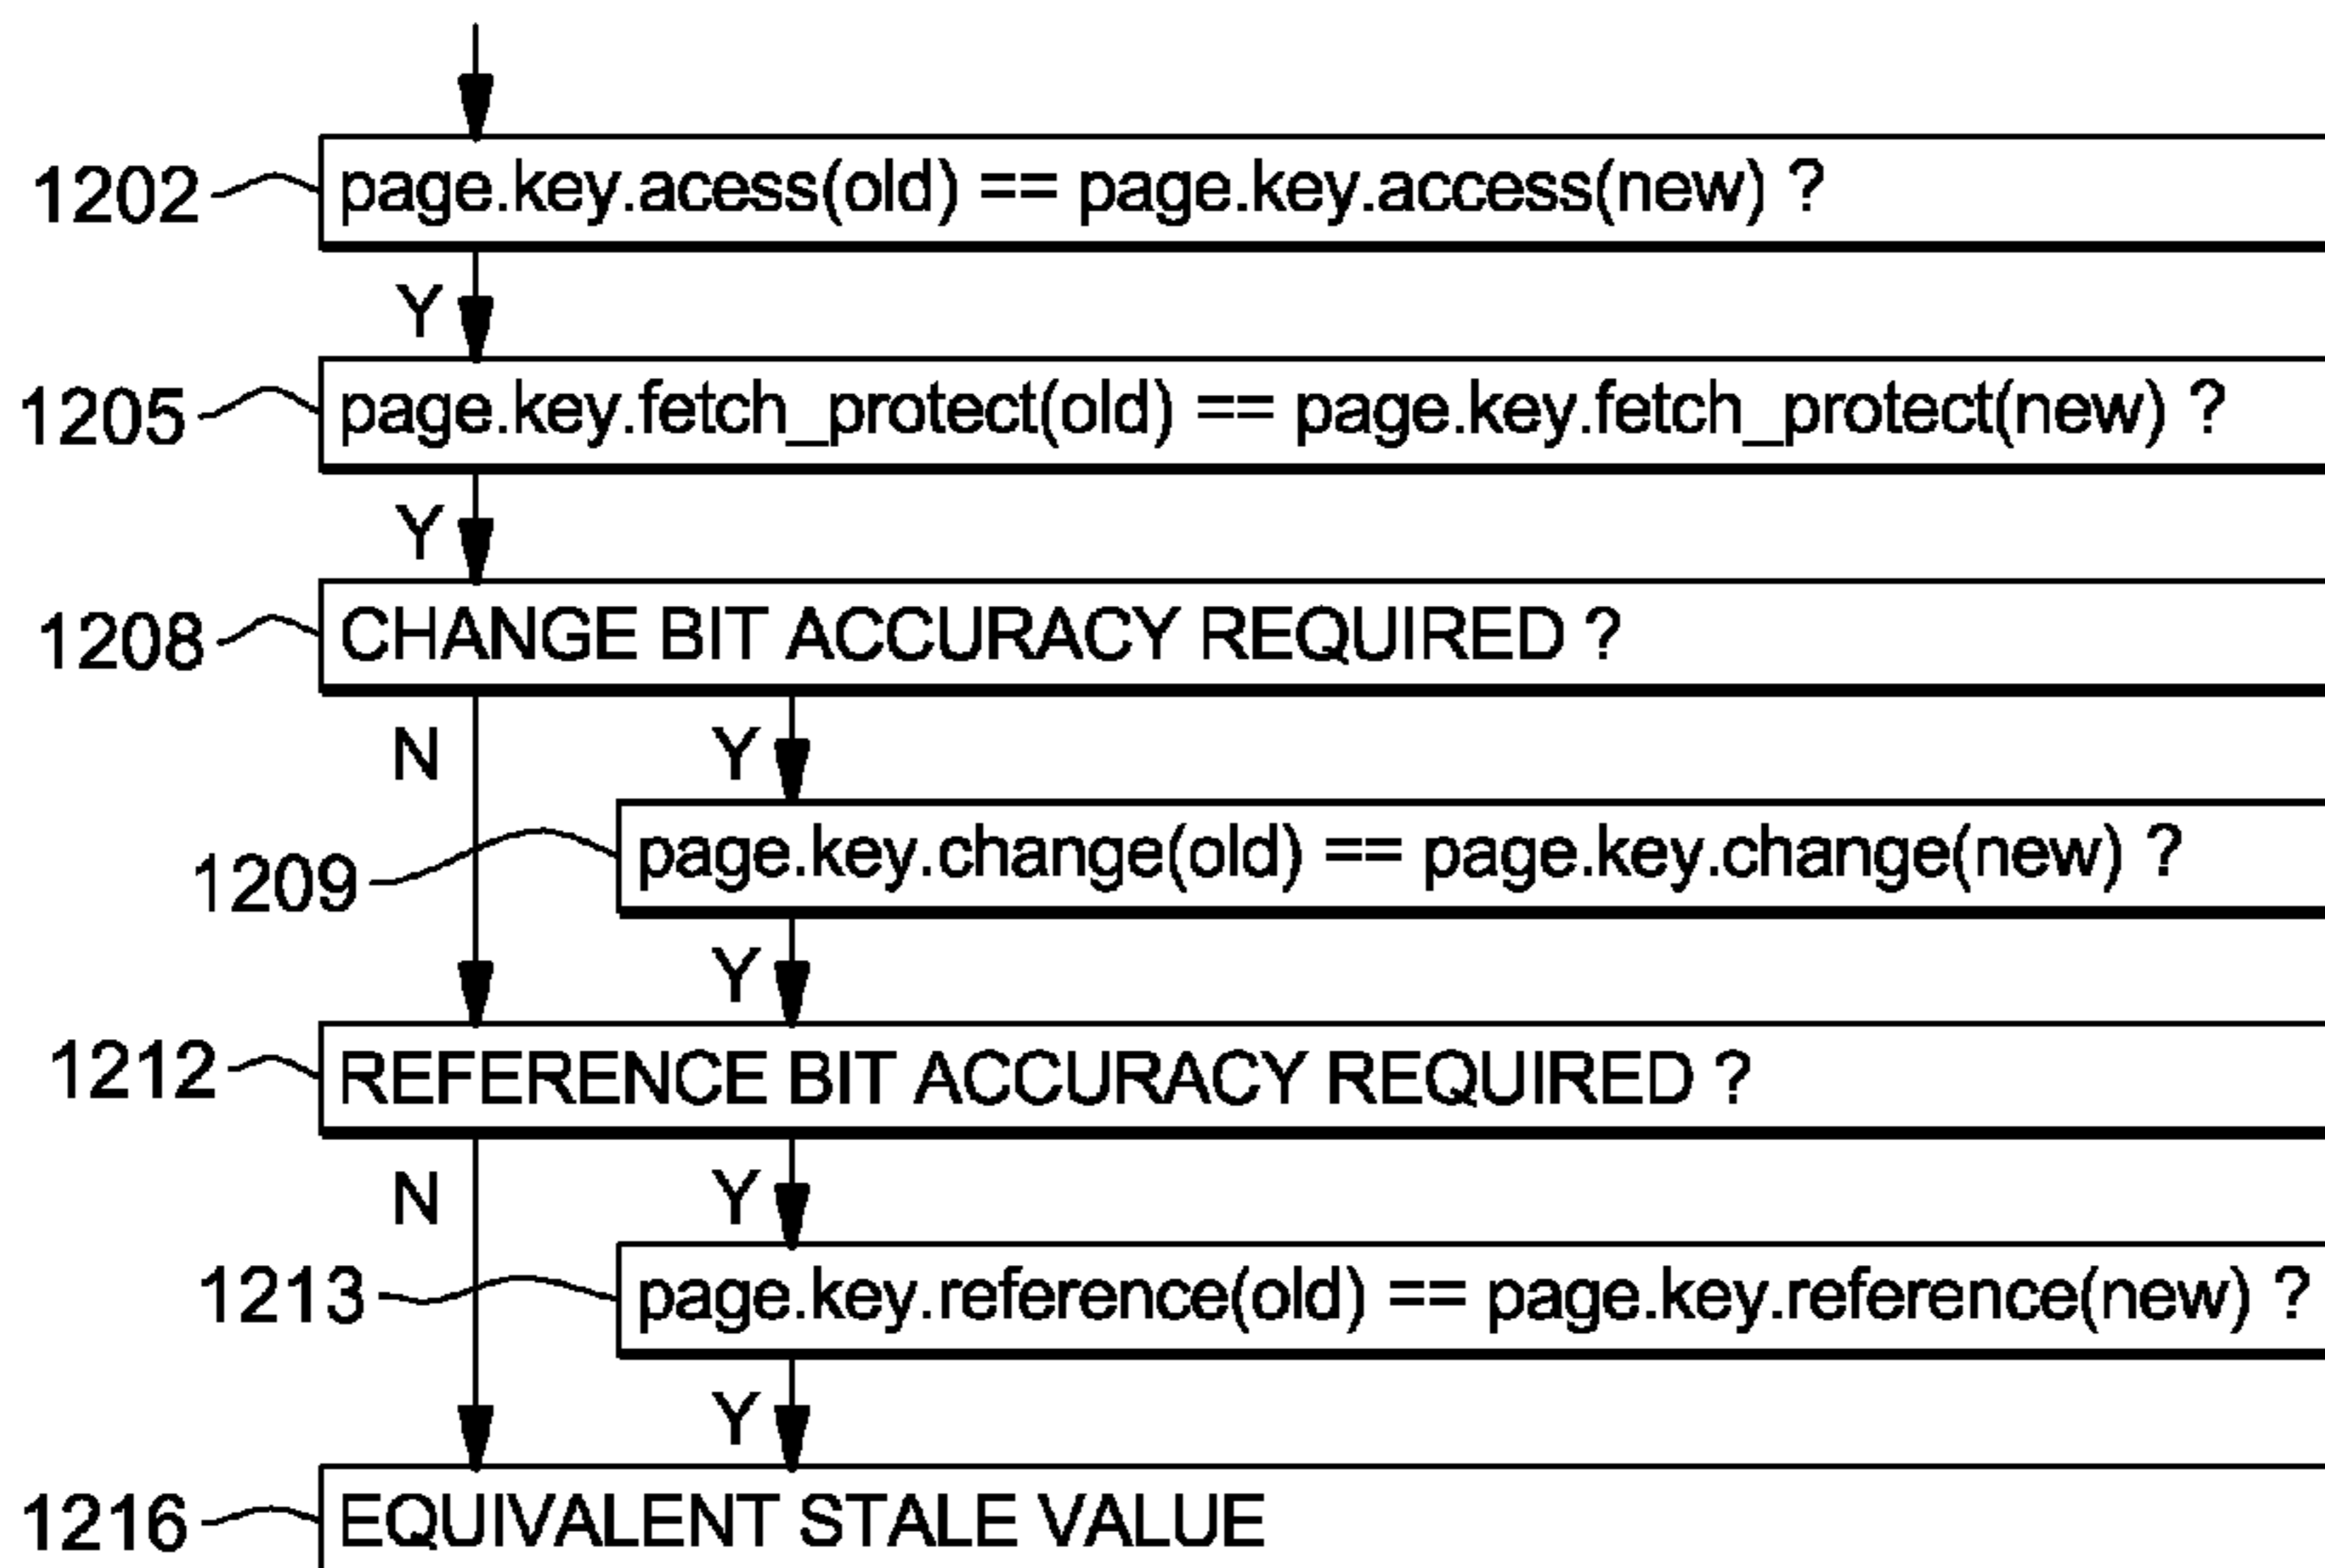 1202 page.key.acess(old) == page.key.access(new) ?
Y
1205 page.key.fetch_protect(old) == page.key.fetch_protect(new) ?
Y
1208 CHANGE BIT ACCURACY REQUIRED ?
N Y
1209 page.key.change(old) == page.key.change(new) ?
Y
1212 REFERENCE BIT ACCURACY REQUIRED ?
N Y
1213 page.key.reference(old) == page.key.reference(new) ?
Y
1216 EQUIVALENT STALE VALUE